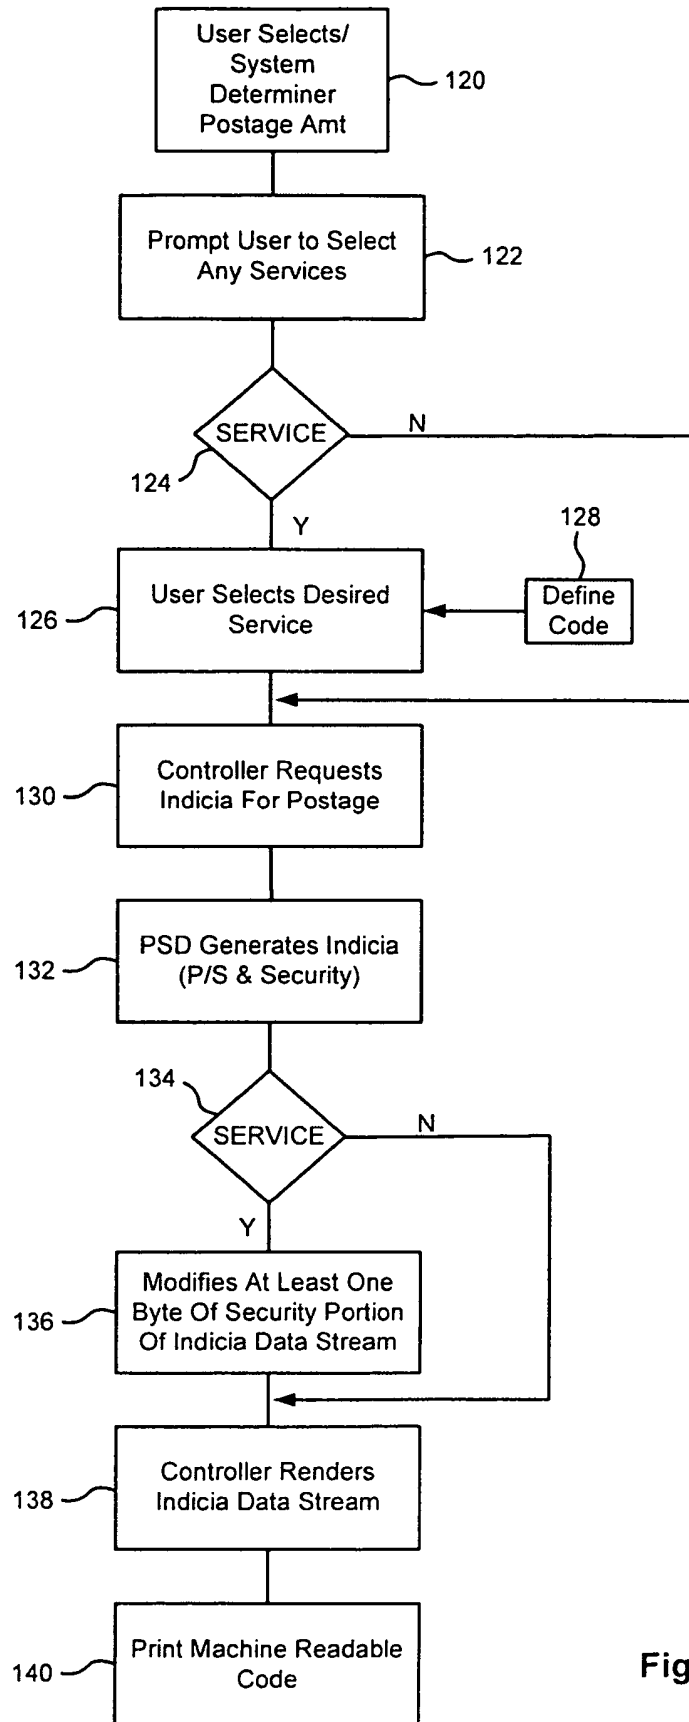 User Selects/
System
Determiner
Postage Amt
120
Prompt User to Select
Any Services
122
SERVICE
N
124
Y
128
User Selects Desired
Service
Define
Code
126
Controller Requests
Indicia For Postage
130
PSD Generates Indicia
(P/S & Security)
132
134
SERVICE
N
Y
Modifies At Least One
Byte Of Security Portion
Of Indicia Data Stream
136
Controller Renders
Indicia Data Stream
138
Print Machine Readable
Code
140
Fig